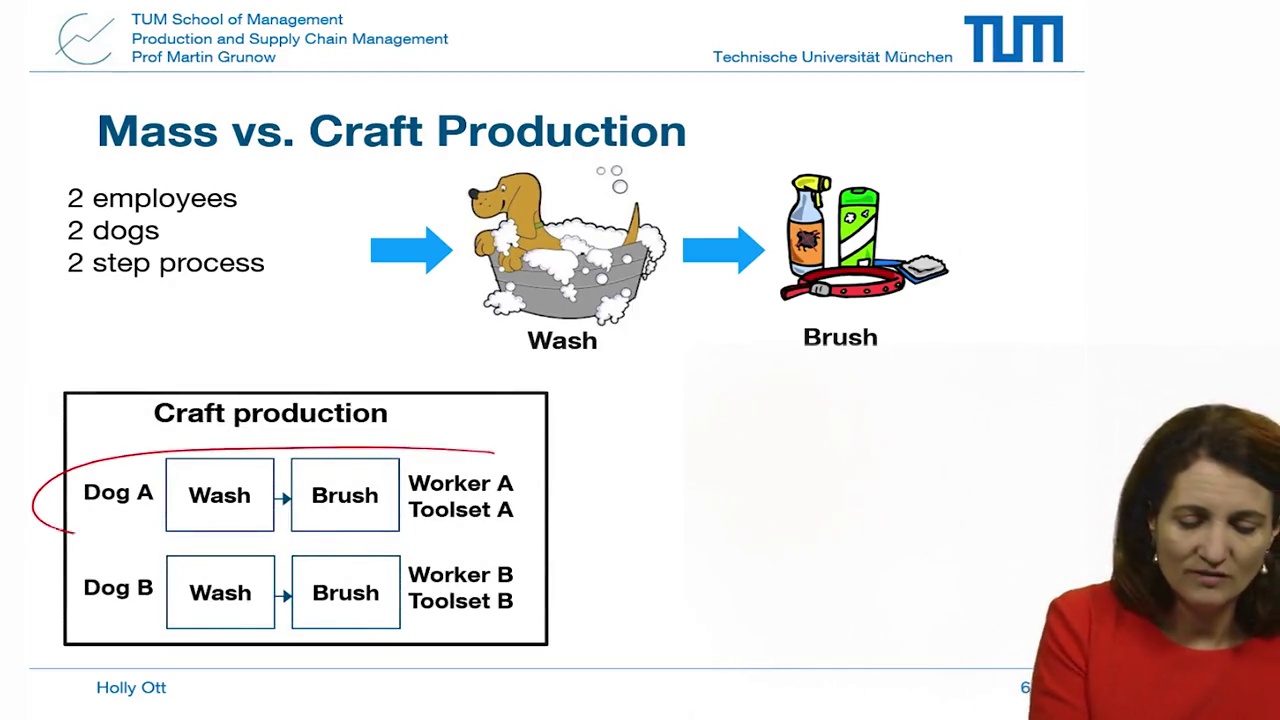 TUM School of Management
Production and Supply Chain Management
Prof Martin Grunow
Technische Universität München
TUM
Mass vs. Craft Production
2 employees
2 dogs
2 step process
Wash
Brush
Craft production
Dog A
Wash
Brush
Worker A
Toolset A
Dog B
Wash
Brush
Worker B
Toolset B
Holly Ott
6